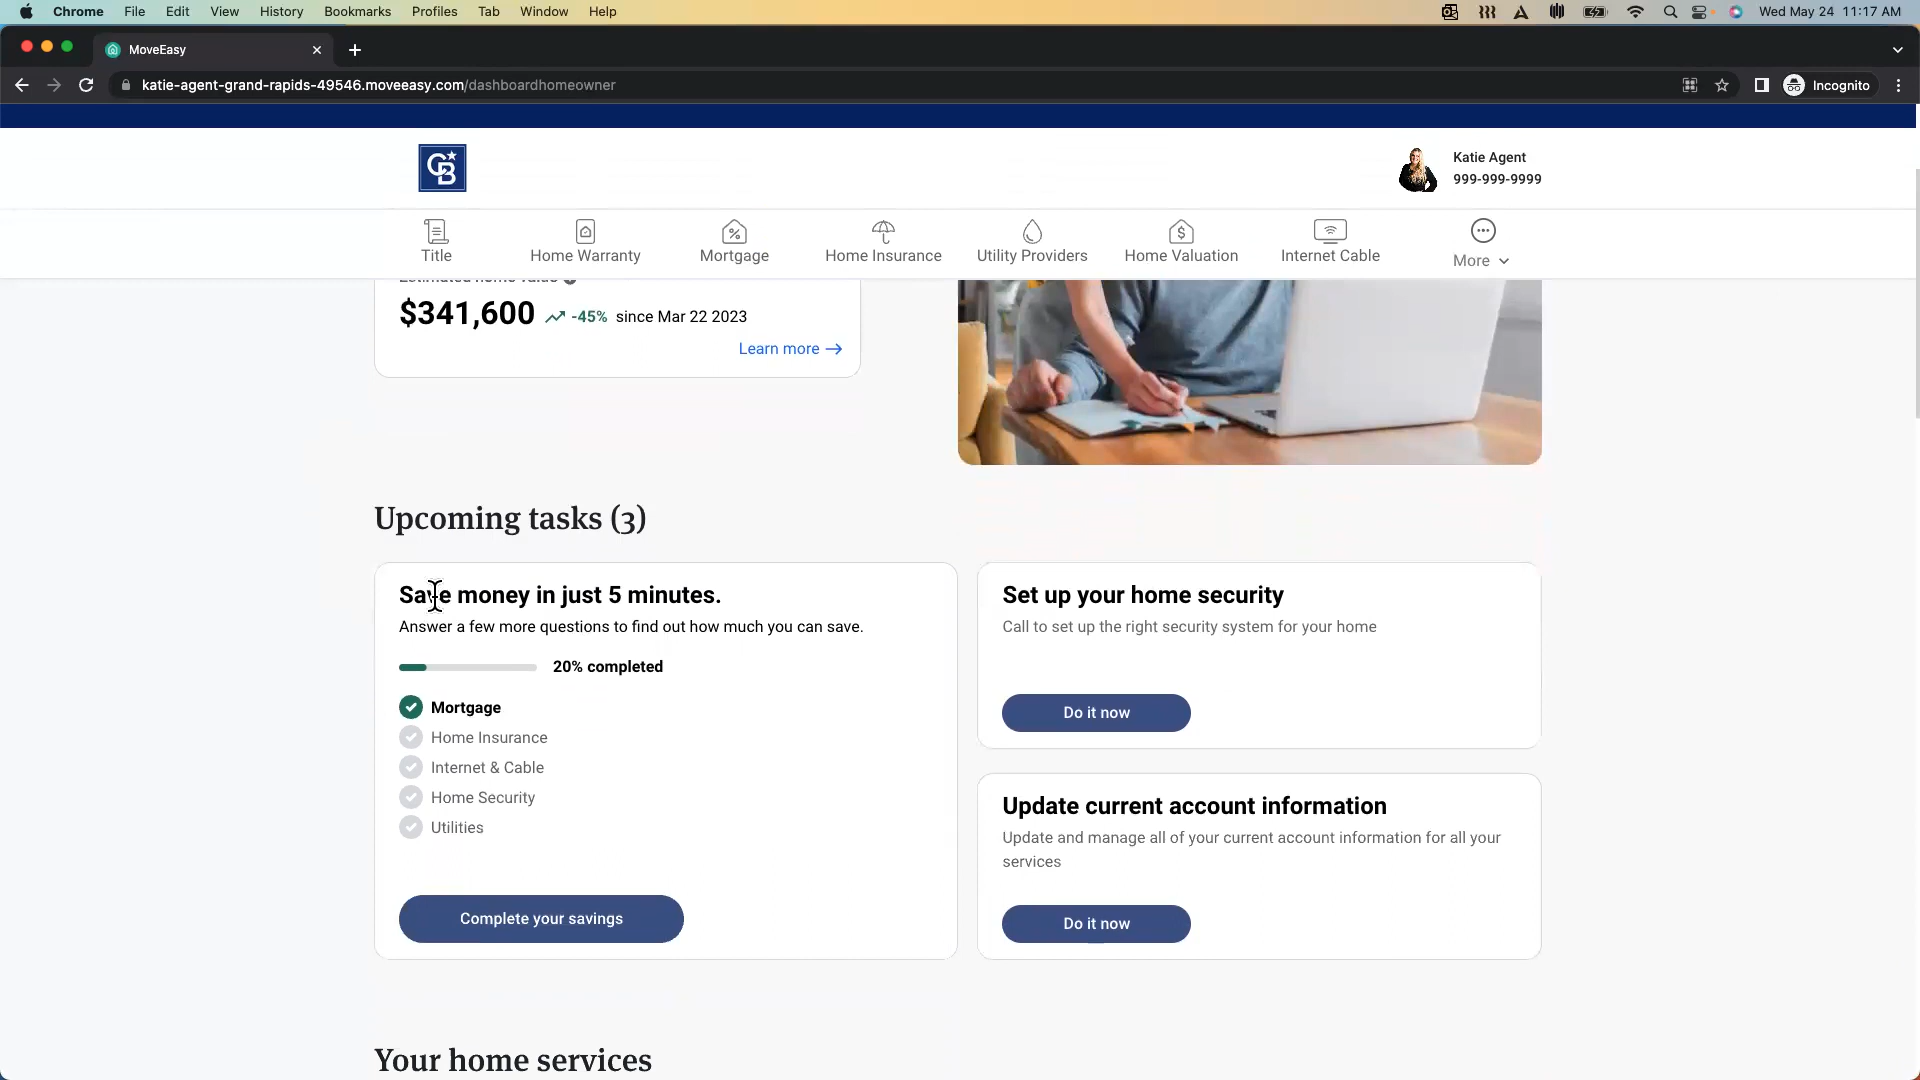 Chrome File Edit View History Bookmarks Profiles Tab Window Help
Wed May 24 11:17 AM
MoveEasy
katie-agent-grand-rapids-49546.moveeasy.com/dashboardhomeowner
Incognito
CB
Katie Agent
999-999-9999
Title
Home Warranty
Mortgage
Home Insurance
Utility Providers
Home Valuation
Internet Cable
More
Estimated home value
$341,600 -45% since Mar 22 2023
Learn more →
Upcoming tasks (3)
Save money in just 5 minutes.
Answer a few more questions to find out how much you can save.
20% completed
Mortgage
Home Insurance
Internet & Cable
Home Security
Utilities
Complete your savings
Set up your home security
Call to set up the right security system for your home
Do it now
Update current account information
Update and manage all of your current account information for all your
services
Do it now
Your home services